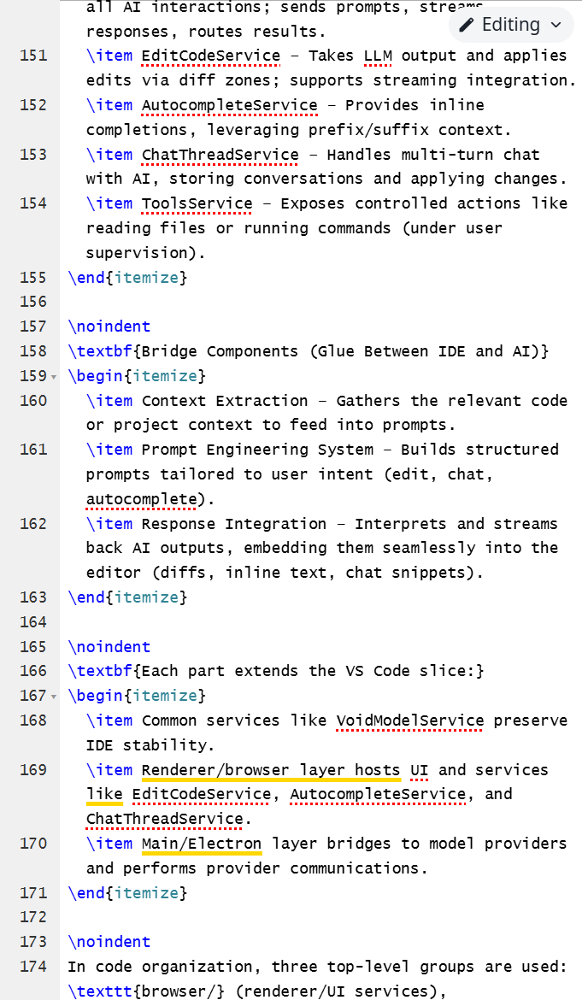 all AI interactions; sends prompts, streams
responses, routes results.
Editing
151 \item EditCodeService – Takes LLM output and applies
edits via diff zones; supports streaming integration.
152 \item AutocompleteService – Provides inline
completions, leveraging prefix/suffix context.
153 \item ChatThreadService – Handles multi-turn chat
with AI, storing conversations and applying changes.
154 \item ToolsService – Exposes controlled actions like
reading files or running commands (under user
supervision).
155 \end{itemize}
156
157 \noindent
158 \textbf{Bridge Components (Glue Between IDE and AI)}
159 \begin{itemize}
160 \item Context Extraction – Gathers the relevant code
or project context to feed into prompts.
161 \item Prompt Engineering System – Builds structured
prompts tailored to user intent (edit, chat,
autocomplete).
162 \item Response Integration – Interprets and streams
back AI outputs, embedding them seamlessly into the
editor (diffs, inline text, chat snippets).
163 \end{itemize}
164
165 \noindent
166 \textbf{Each part extends the VS Code slice:}
167 \begin{itemize}
168 \item Common services like VoidModelService preserve
IDE stability.
169 \item Renderer/browser layer hosts UI and services
like EditCodeService, AutocompleteService, and
ChatThreadService.
170 \item Main/Electron layer bridges to model providers
and performs provider communications.
171 \end{itemize}
172
173 \noindent
174 In code organization, three top-level groups are used:
\texttt{browser/} (renderer/UI services),